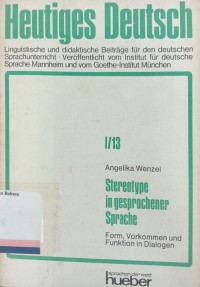 Heutiges Deutsch
Linguistische und didaktische Beiträge für den deutschen
Sprachunterricht · Veröffentlicht vom Institut für deutsche
Sprache Mannheim und vom Goethe-Institut München
I/13
Angelika Wenzel
Stereotype
in gesprochener
Sprache
Form, Vorkommen und
Funktion in Dialogen
sprachen der welt
hueber